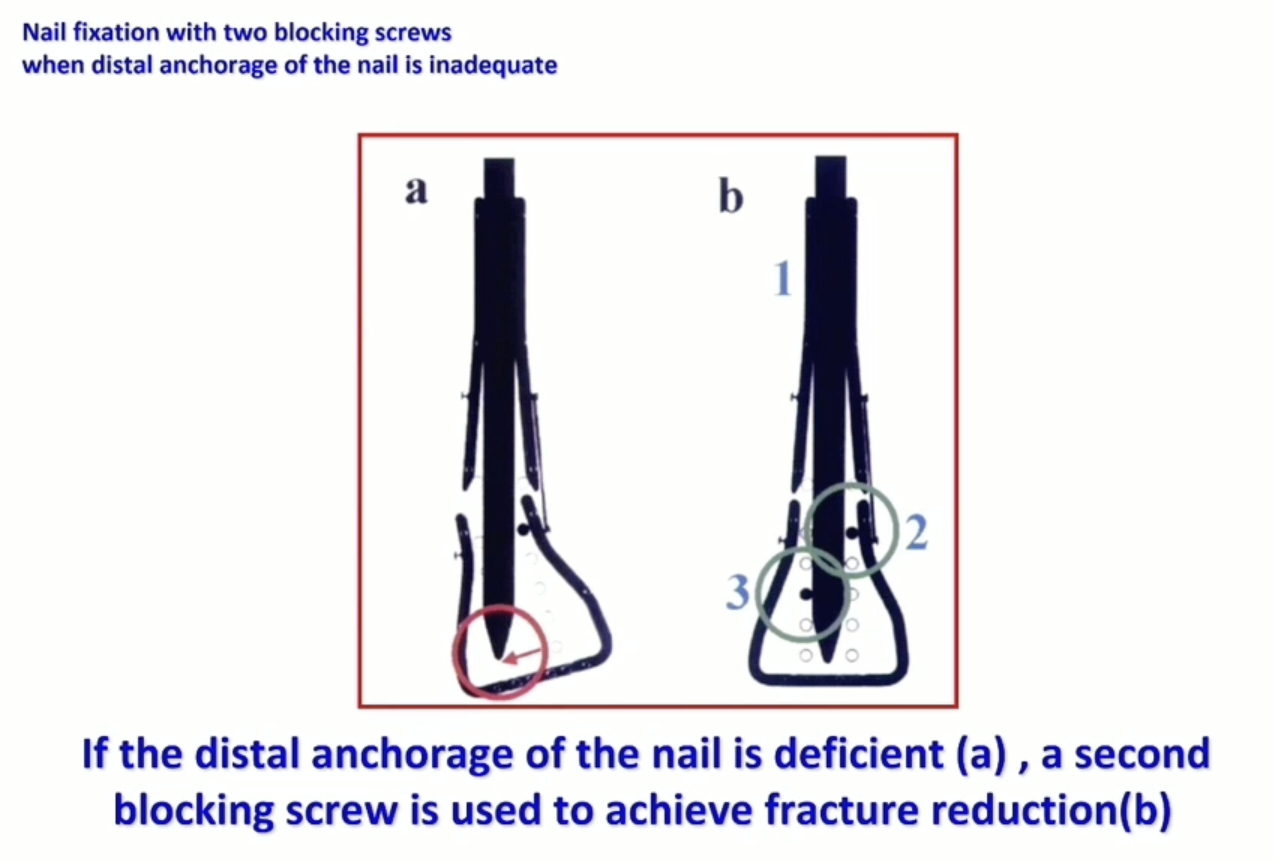 Nail fixation with two blocking screws
when distal anchorage of the nail is inadequate
a
b
1
2
3
If the distal anchorage of the nail is deficient (a) , a second
blocking screw is used to achieve fracture reduction(b)